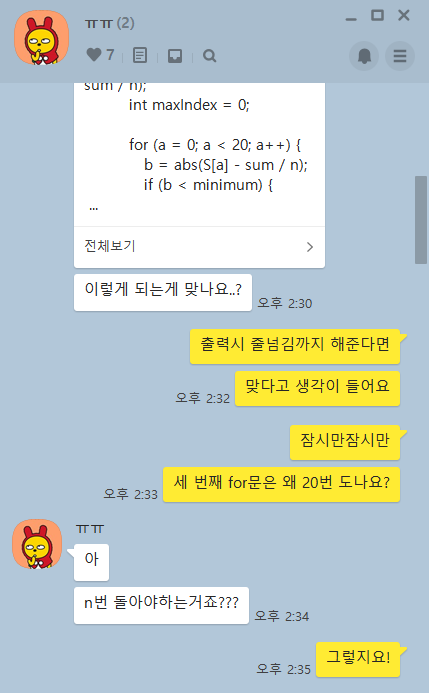 ㅠㅠ (2)
7
sum / n);
int maxIndex = 0;
for (a = 0; a < 20; a++) {
b = abs(S[a] - sum / n);
if (b < minimum) {
...
전체보기
이렇게 되는게 맞나요..?
오후 2:30
출력시 줄넘김까지 해준다면
맞다고 생각이 들어요
오후 2:32
잠시만잠시만
세 번째 for문은 왜 20번 도나요?
오후 2:33
ㅠㅠ
아
n번 돌아야하는거죠???
오후 2:34
그렇지요!
오후 2:35